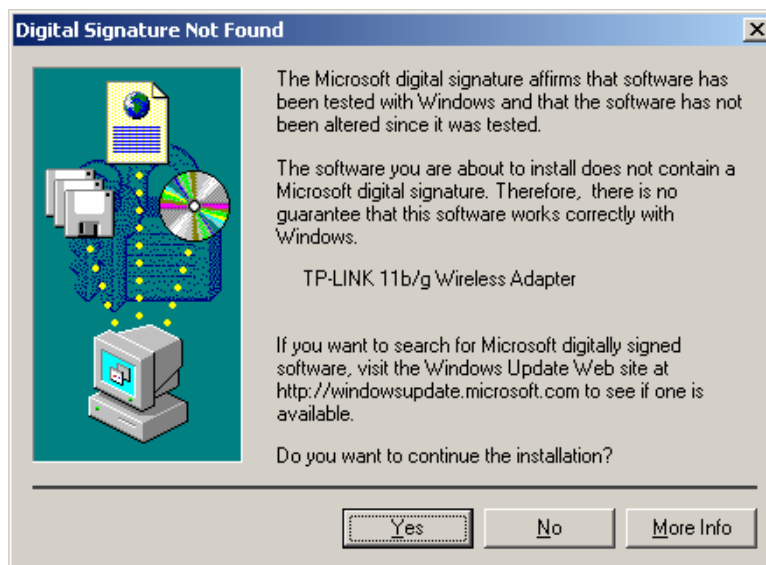 Digital Signature Not Found
The Microsoft digital signature affirms that software has
been tested with Windows and that the software has not
been altered since it was tested.
The software you are about to install does not contain a
Microsoft digital signature. Therefore, there is no
guarantee that this software works correctly with
Windows.
TP-LINK 11b/g Wireless Adapter
If you want to search for Microsoft digitally signed
software, visit the Windows Update Web site at
http://windowsupdate.microsoft.com to see if one is
available.
Do you want to continue the installation?
Yes No More Info